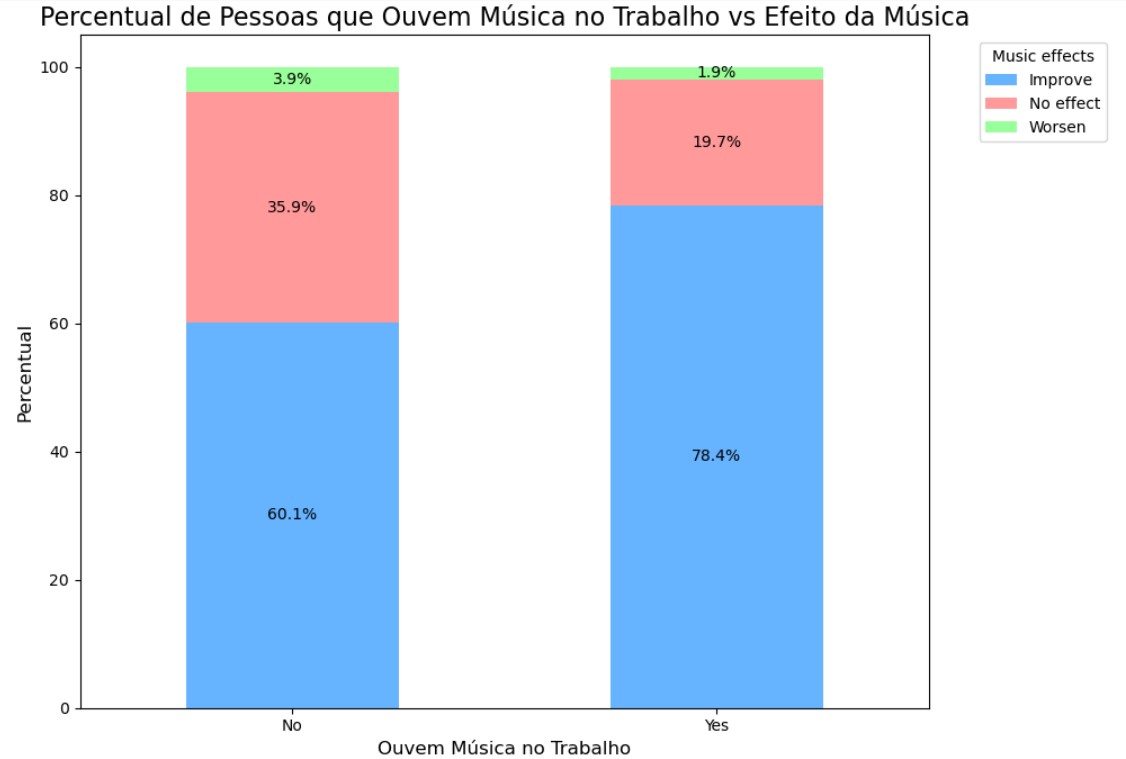 Percentual de Pessoas que Ouvem Música no Trabalho vs Efeito da Música
Music effects
Improve
No effect
Worsen
Percentual
100
80
60
40
20
0
3.9%
35.9%
60.1%
1.9%
19.7%
78.4%
No
Yes
Ouvem Música no Trabalho